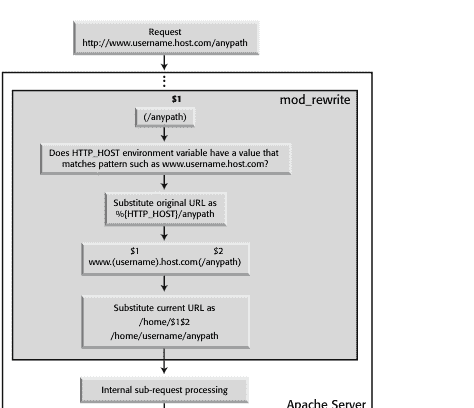 Request
http://www.username.host.com/anypath
$1
mod_rewrite
(/anypath)
Does HTTP_HOST environment variable have a value that
matches pattern such as www.username.host.com?
Substitute original URL as
%{HTTP_HOST}/anypath
$1 $2
www.(username).host.com(/anypath)
Substitute current URL as
/home/$1$2
/home/username/anypath
Internal sub-request processing
Apache Server